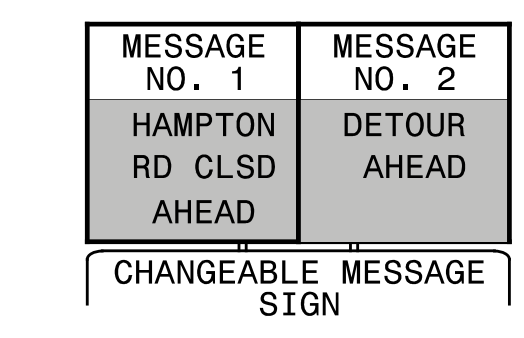 MESSAGE
NO. 1
HAMPTON
RD CLSD
AHEAD
MESSAGE
NO. 2
DETOUR
AHEAD
CHANGEABLE MESSAGE
SIGN